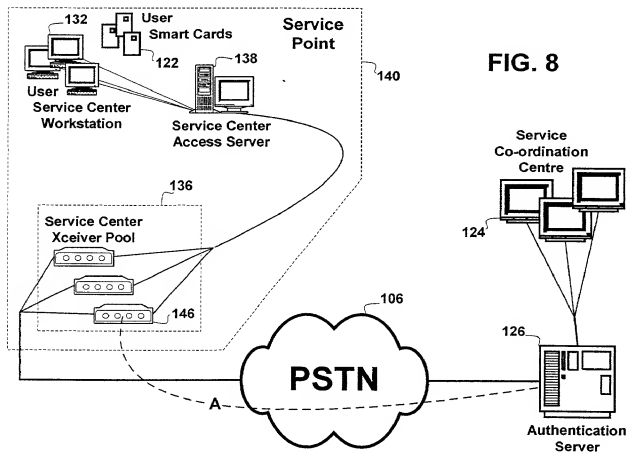 132
User
Smart Cards
122
Service
Point
138
140
FIG. 8
User
Service Center
Workstation
Service Center
Access Server
Service
Co-ordination
Centre
124
136
Service Center
Xceiver Pool
146
106
126
PSTN
A
Authentication
Server